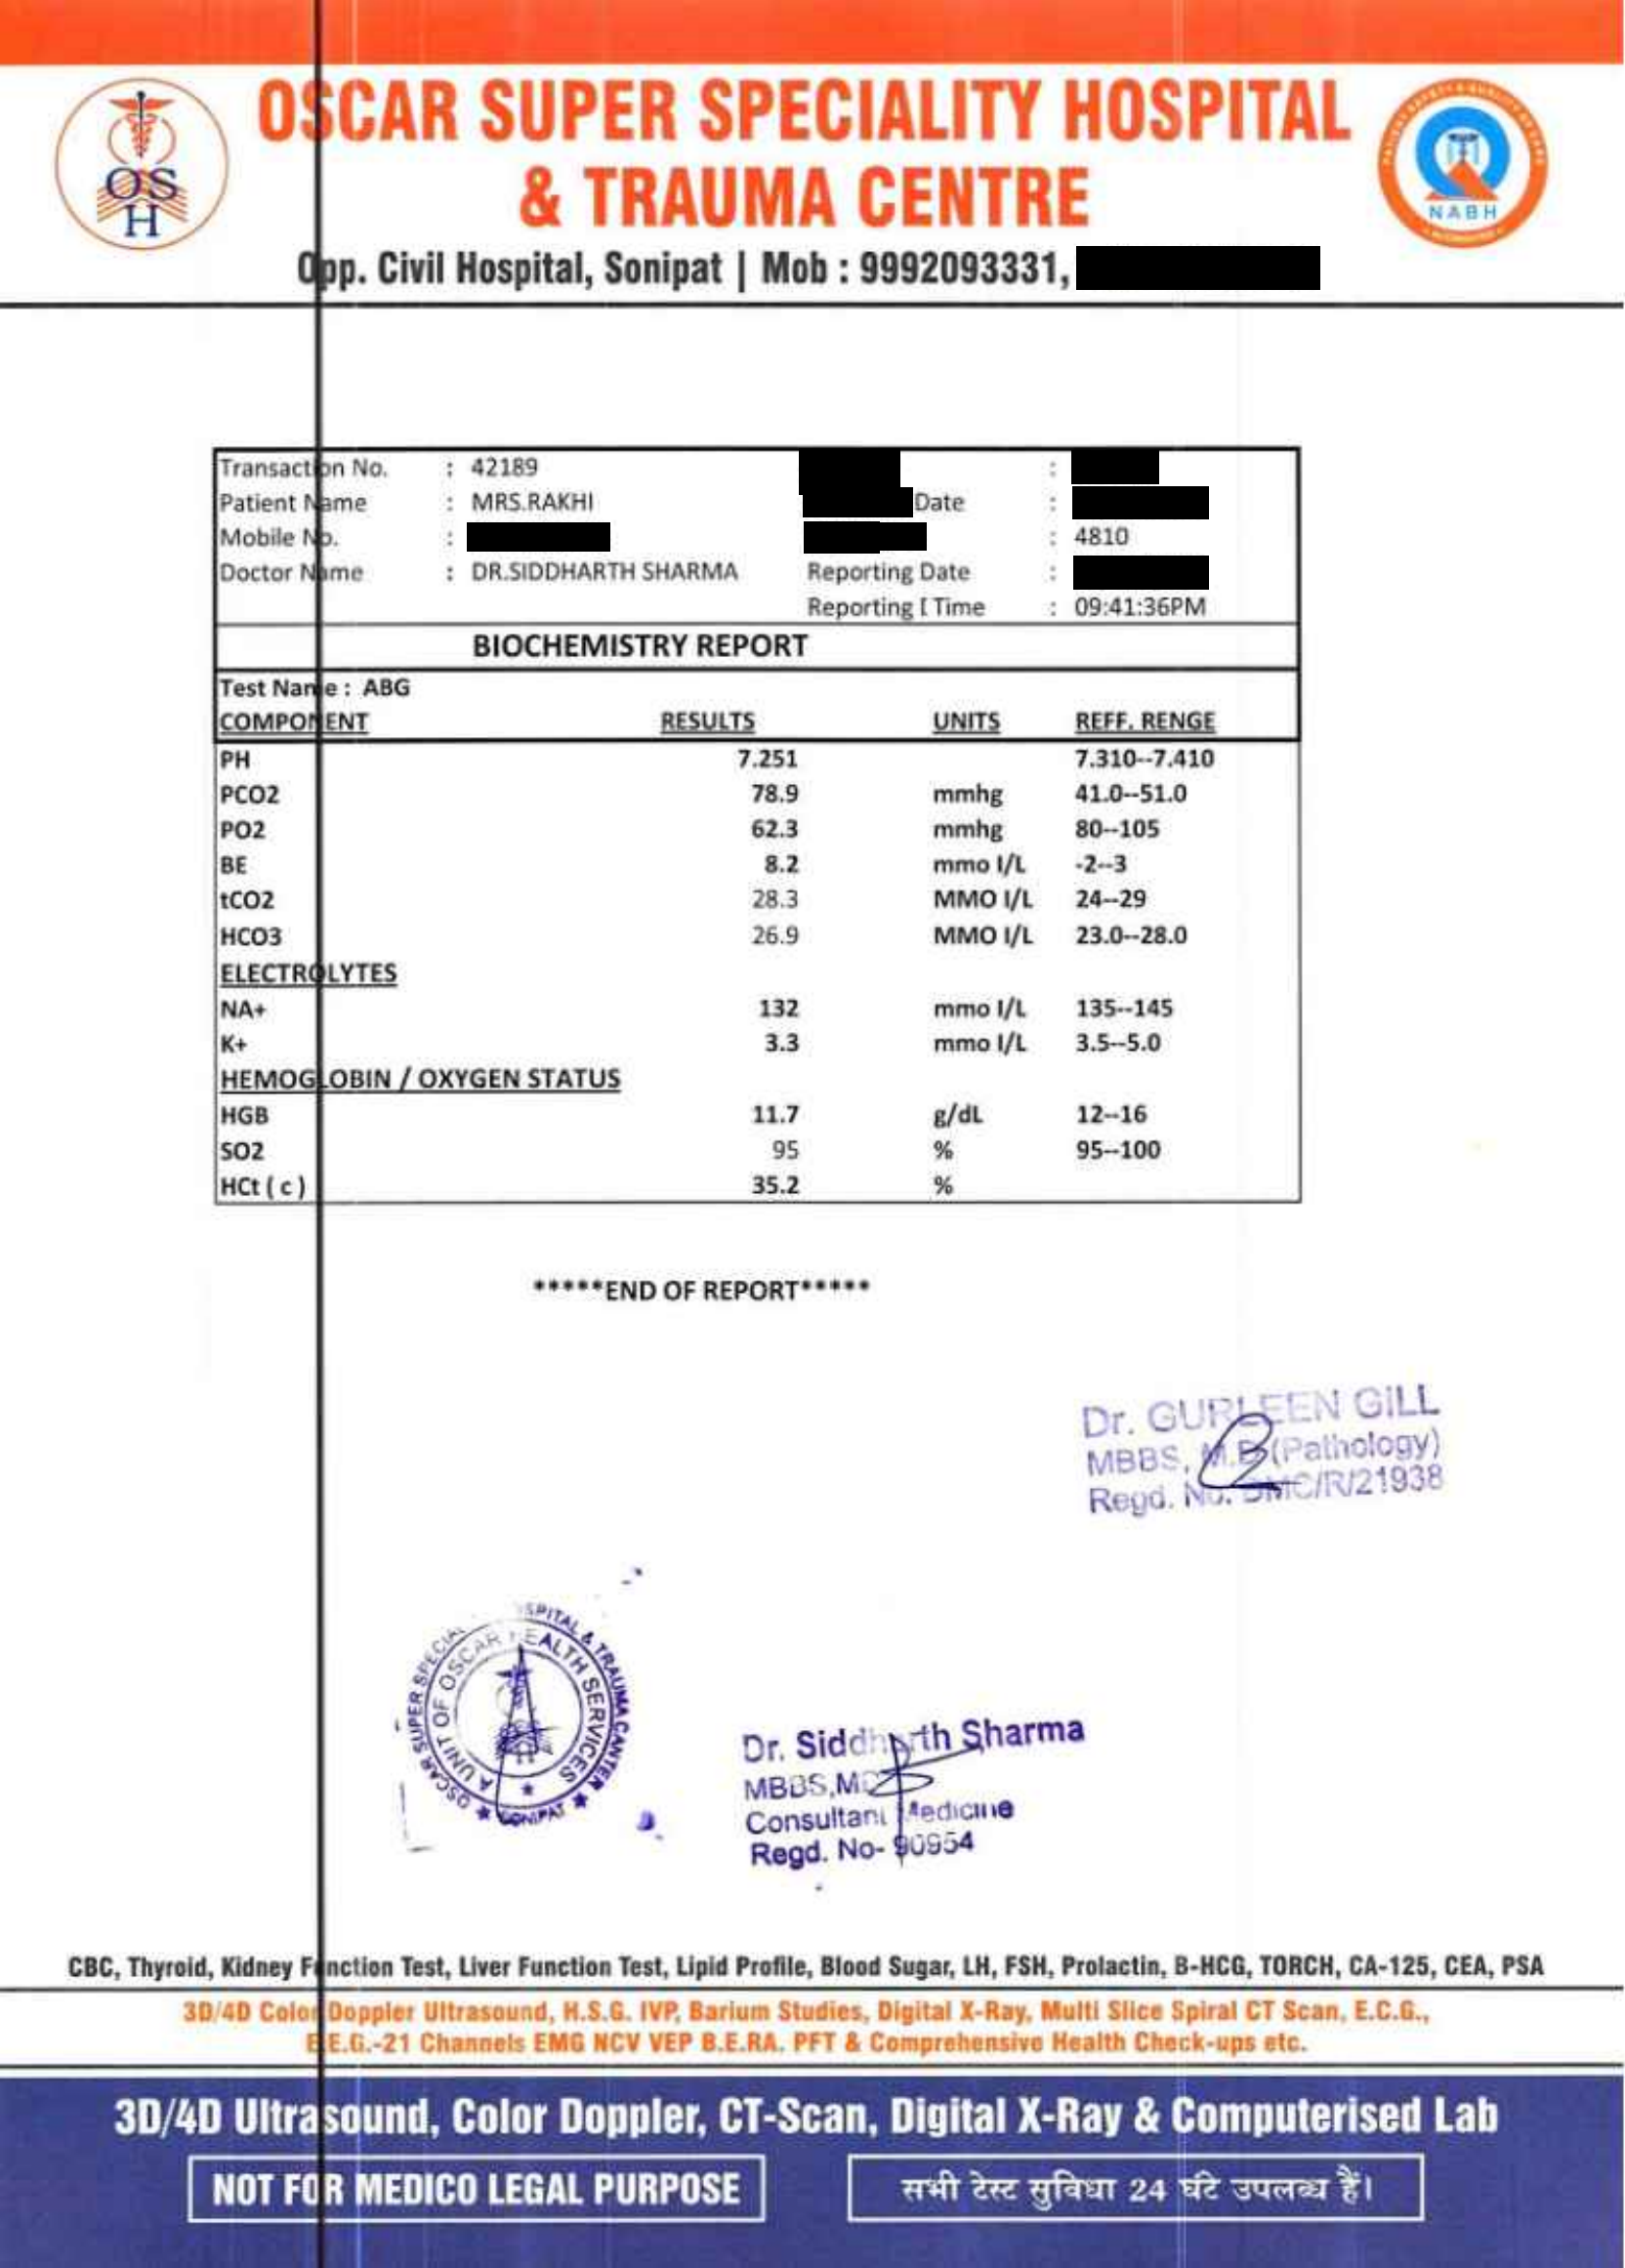 OSCAR SUPER SPECIALITY HOSPITAL
& TRAUMA CENTRE
OS
H
NABH
Opp. Civil Hospital, Sonipat | Mob : 9992093331,
Transaction No. : 42189 :
Patient Name : MRS.RAKHI Date :
Mobile No. : : 4810
Doctor Name : DR.SIDDHARTH SHARMA Reporting Date :
Reporting [ Time : 09:41:36PM
BIOCHEMISTRY REPORT
Test Name : ABG
COMPONENT RESULTS UNITS REFF. RENGE
PH 7.251 7.310--7.410
PCO2 78.9 mmhg 41.0--51.0
PO2 62.3 mmhg 80--105
BE 8.2 mmo l/L -2--3
tCO2 28.3 MMO l/L 24--29
HCO3 26.9 MMO l/L 23.0--28.0
ELECTROLYTES
NA+ 132 mmo l/L 135--145
K+ 3.3 mmo l/L 3.5--5.0
HEMOGLOBIN / OXYGEN STATUS
HGB 11.7 g/dL 12--16
SO2 95 % 95--100
HCt ( c ) 35.2 %
*****END OF REPORT*****
Dr. GURLEEN GILL
MBBS, M.D (Pathology)
Regd. No. DMC/R/21938
OSCAR SUPER SPECIAL SPITAL & TRAUMA CANTER
A UNIT OF OSCAR HEALTH SERVICES
SONIPAT
Dr. Siddharth Sharma
MBBS,MD
Consultant Medicine
Regd. No- 90954
CBC, Thyroid, Kidney Function Test, Liver Function Test, Lipid Profile, Blood Sugar, LH, FSH, Prolactin, B-HCG, TORCH, CA-125, CEA, PSA
3D/4D Color Doppler Ultrasound, H.S.G. IVP, Barium Studies, Digital X-Ray, Multi Slice Spiral CT Scan, E.C.G.,
E.E.G.-21 Channels EMG NCV VEP B.E.RA. PFT & Comprehensive Health Check-ups etc.
3D/4D Ultrasound, Color Doppler, CT-Scan, Digital X-Ray & Computerised Lab
NOT FOR MEDICO LEGAL PURPOSE
सभी टेस्ट सुविधा 24 घंटे उपलब्ध हैं।